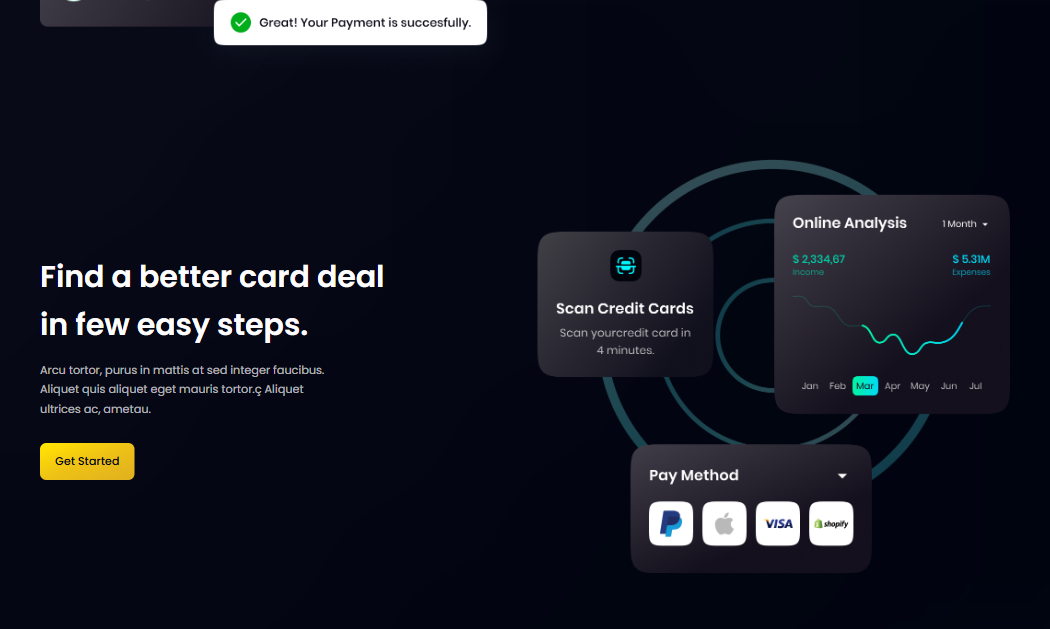 Great! Your Payment is succesfully.
Find a better card deal
in few easy steps.
Arcu tortor, purus in mattis at sed integer faucibus.
Aliquet quis aliquet eget mauris tortor.ç Aliquet
ultrices ac, ametau.
Get Started
Scan Credit Cards
Scan yourcredit card in
4 minutes.
Online Analysis
1 Month
$ 2,334,67
$ 5.31M
Income
Expenses
Jan Feb Mar Apr May Jun Jul
Pay Method
VISA
shopify